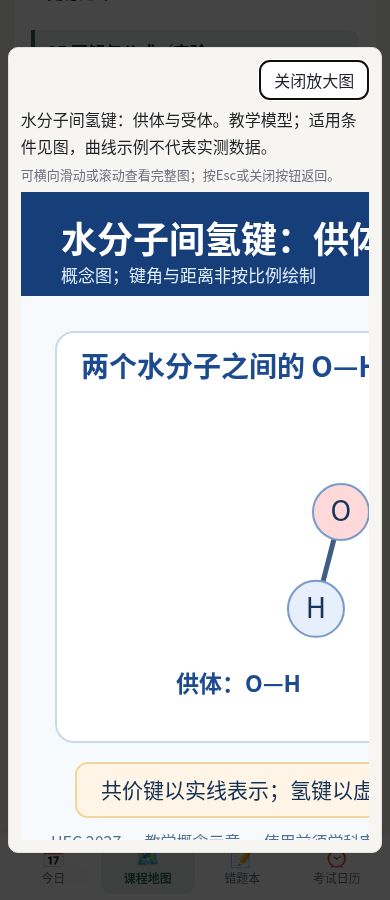 关闭放大图
水分子间氢键：供体与受体。教学模型；适用条
件见图，曲线示例不代表实测数据。
可横向滑动或滚动查看完整图；按Esc或关闭按钮返回。
水分子间氢键：供体
概念图；键角与距离非按比例绘制
两个水分子之间的 O—H
O
H
供体：O—H
共价键以实线表示；氢键以虚
17
今日
课程地图
错题本
考试日历